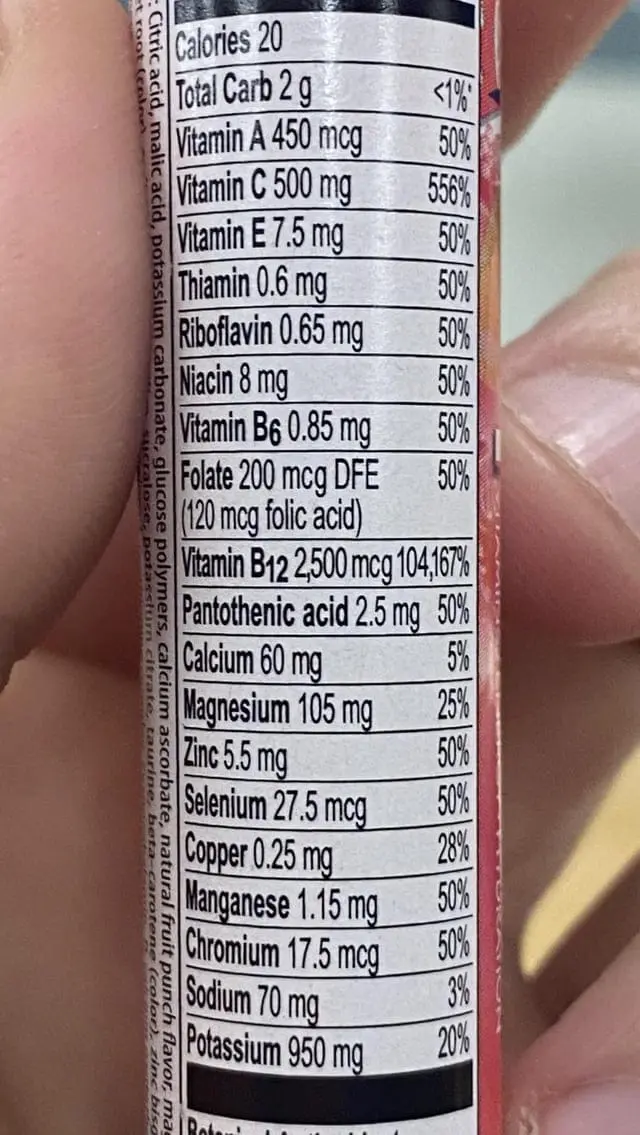 Calories 20
Total Carb 2 g <1%*
Vitamin A 450 mcg 50%
Vitamin C 500 mg 556%
Vitamin E 7.5 mg 50%
Thiamin 0.6 mg 50%
Riboflavin 0.65 mg 50%
Niacin 8 mg 50%
Vitamin B6 0.85 mg 50%
Folate 200 mcg DFE 50%
(120 mcg folic acid)
Vitamin B12 2,500 mcg 104,167%
Pantothenic acid 2.5 mg 50%
Calcium 60 mg 5%
Magnesium 105 mg 25%
Zinc 5.5 mg 50%
Selenium 27.5 mcg 50%
Copper 0.25 mg 28%
Manganese 1.15 mg 50%
Chromium 17.5 mcg 50%
Sodium 70 mg 3%
Potassium 950 mg 20%
: Citric acid, malic acid, potassium carbonate, glucose polymers, calcium ascorbate, natural fruit punch flavor,
sucralose, potassium citrate, taurine, beta-carotene (color),
root (color)